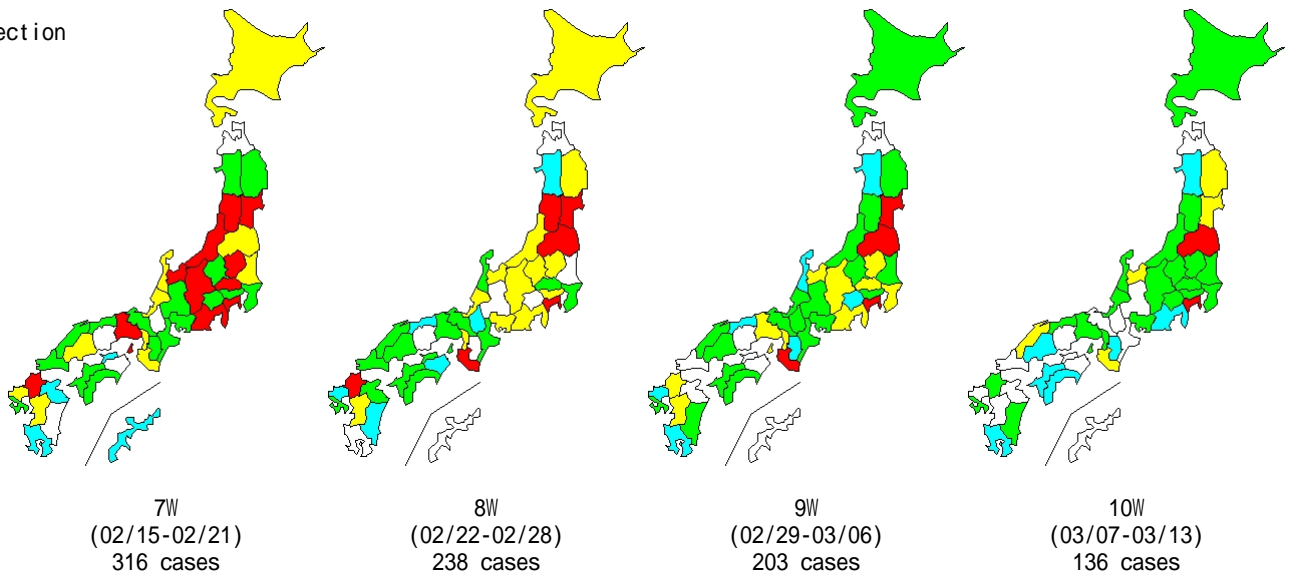 ection
7W
(02/15-02/21)
316 cases
8W
(02/22-02/28)
238 cases
9W
(02/29-03/06)
203 cases
10W
(03/07-03/13)
136 cases